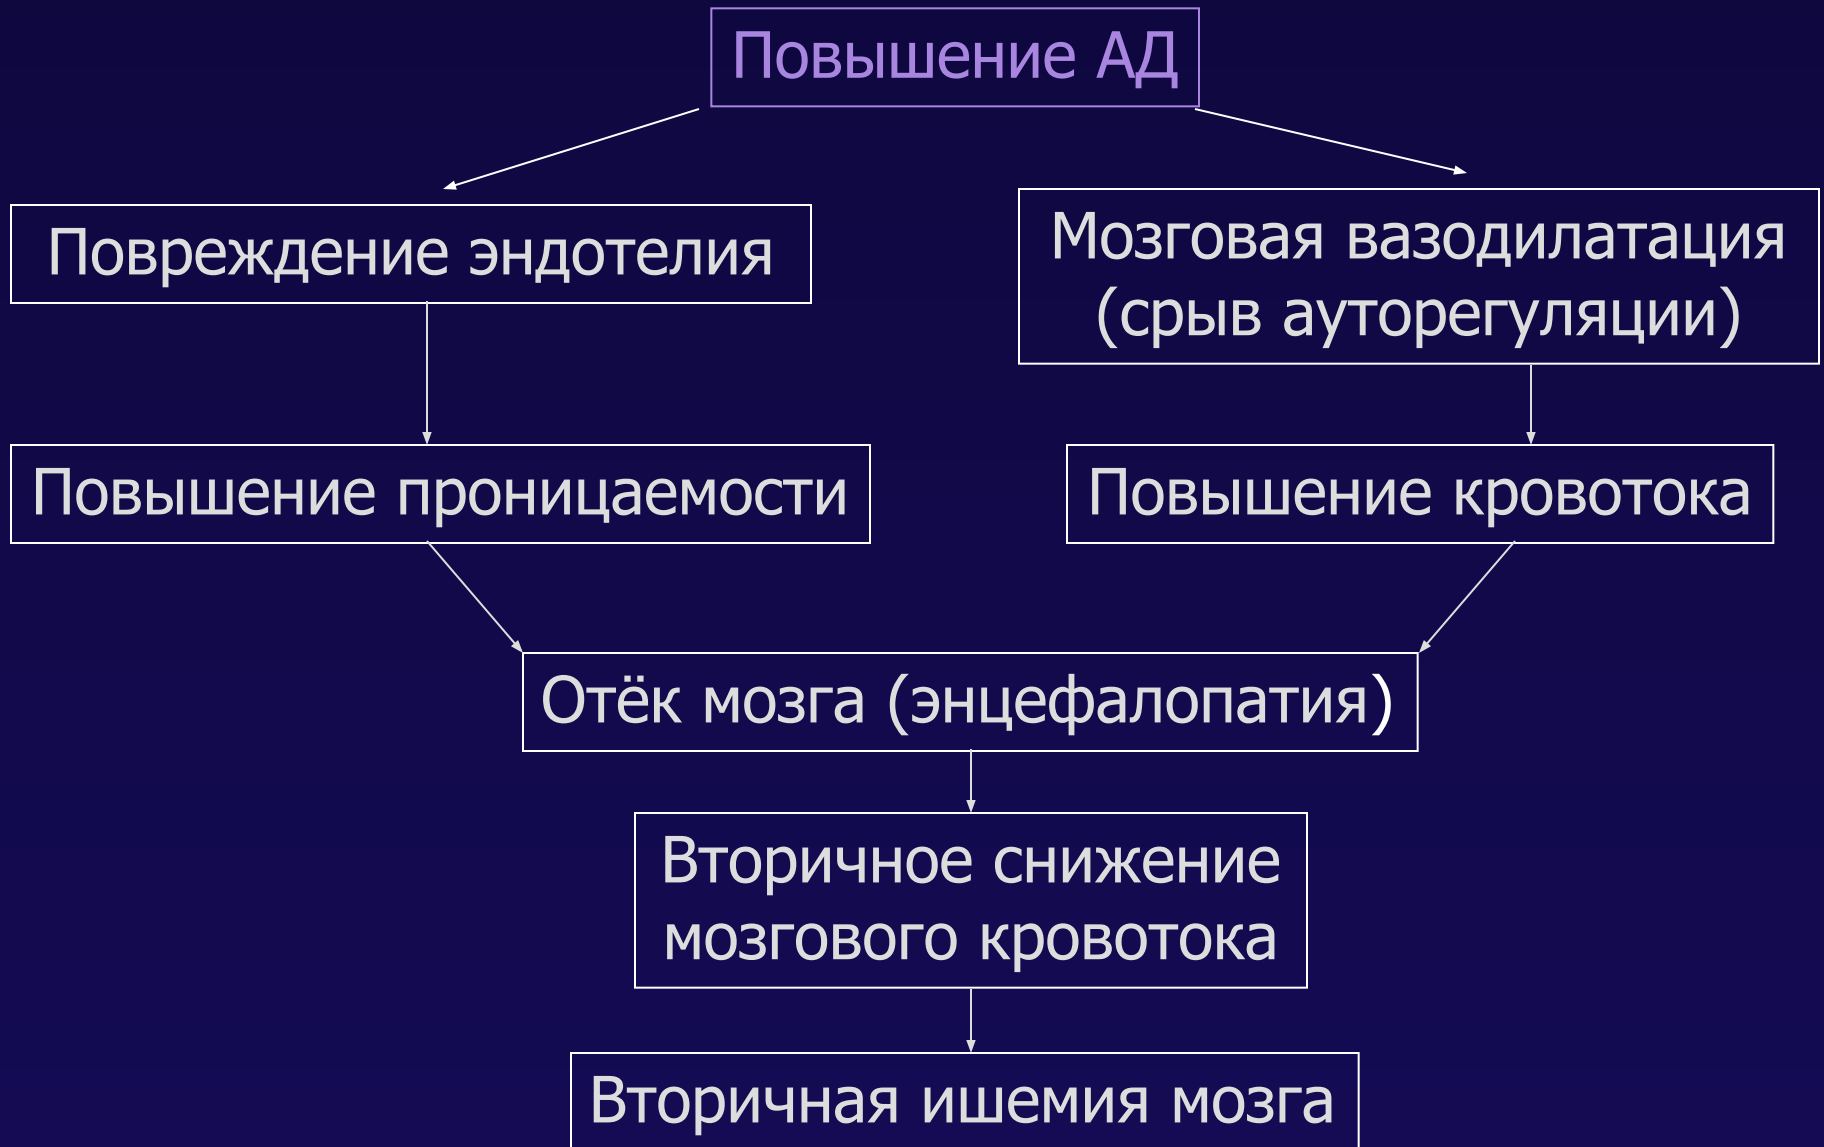 Повышение АД
Повреждение эндотелия
Мозговая вазодилатация
(срыв ауторегуляции)
Повышение проницаемости
Повышение кровотока
Отёк мозга (энцефалопатия)
Вторичное снижение
мозгового кровотока
Вторичная ишемия мозга